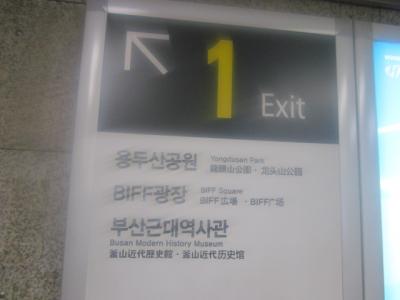 1 Exit
용두산공원 Yongdusan Park
龍頭山公園・龙头山公园
BIFF광장 BIFF Square
BIFF広場・BIFF广场
부산근대역사관
Busan Modern History Museum
釜山近代歴史館・釜山近代历史馆